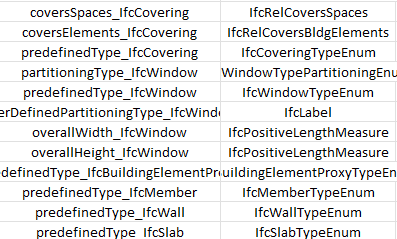 coversSpaces_IfcCovering IfcRelCoversSpaces
coversElements_IfcCovering IfcRelCoversBldgElements
predefinedType_IfcCovering IfcCoveringTypeEnum
partitioningType_IfcWindow WindowTypePartitioningEnu
predefinedType_IfcWindow IfcWindowTypeEnum
erDefinedPartitioningType_IfcWindo IfcLabel
overallWidth_IfcWindow IfcPositiveLengthMeasure
overallHeight_IfcWindow IfcPositiveLengthMeasure
edefinedType_IfcBuildingElementPro uildingElementProxyTypeEn
predefinedType_IfcMember IfcMemberTypeEnum
predefinedType_IfcWall IfcWallTypeEnum
predefinedType_IfcSlab IfcSlabTypeEnum